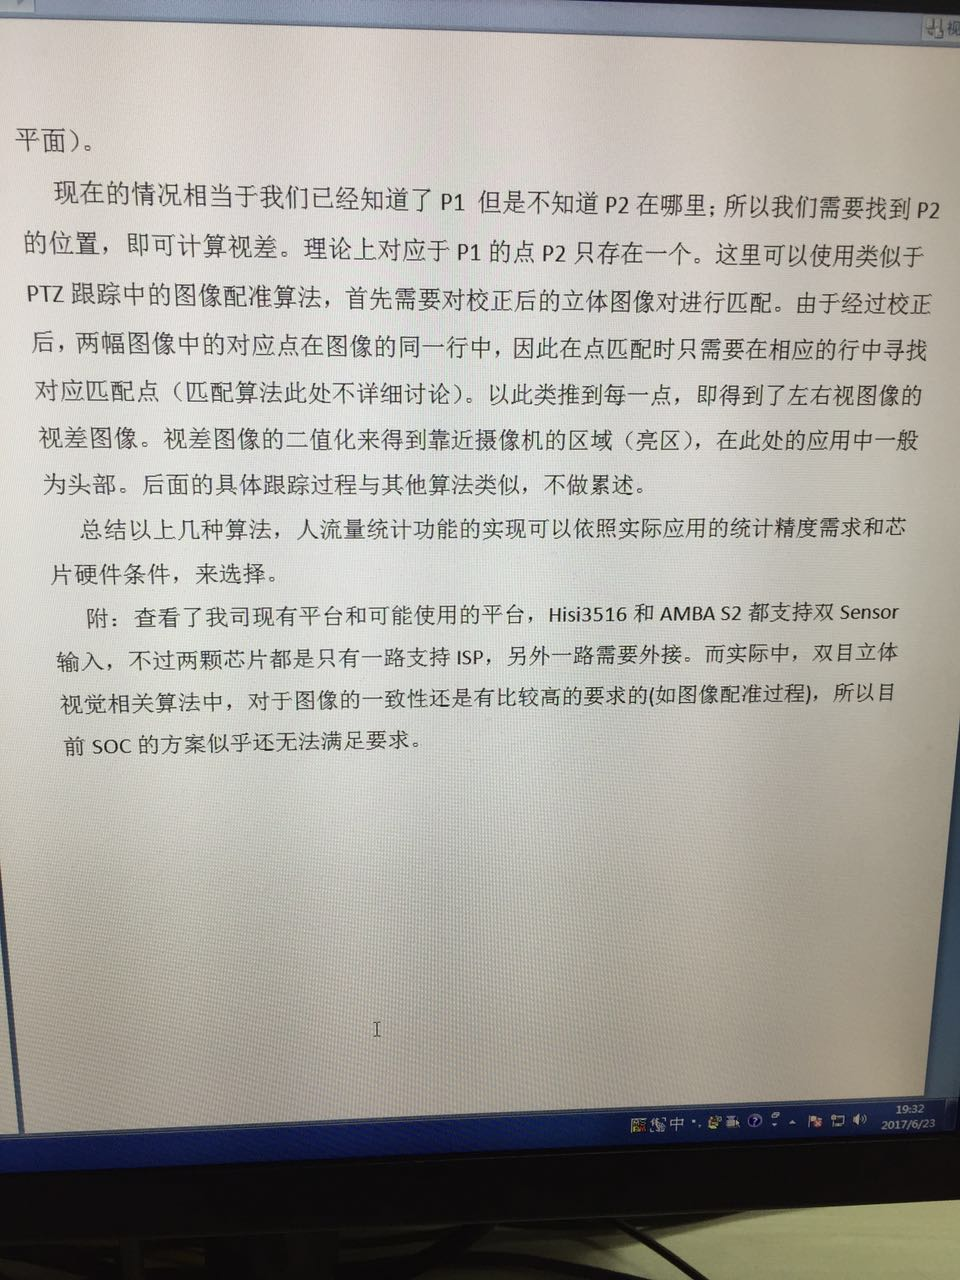 视
平面）。
现在的情况相当于我们已经知道了 P1 但是不知道 P2 在哪里；所以我们需要找到 P2
的位置，即可计算视差。理论上对应于 P1 的点 P2 只存在一个。这里可以使用类似于
PTZ 跟踪中的图像配准算法，首先需要对校正后的立体图像对进行匹配。由于经过校正
后，两幅图像中的对应点在图像的同一行中，因此在点匹配时只需要在相应的行中寻找
对应匹配点（匹配算法此处不详细讨论）。以此类推到每一点，即得到了左右视图像的
视差图像。视差图像的二值化来得到靠近摄像机的区域（亮区），在此处的应用中一般
为头部。后面的具体跟踪过程与其他算法类似，不做累述。
总结以上几种算法，人流量统计功能的实现可以依照实际应用的统计精度需求和芯
片硬件条件，来选择。
附：查看了我司现有平台和可能使用的平台，Hisi3516 和 AMBA S2 都支持双 Sensor
输入，不过两颗芯片都是只有一路支持 ISP，另外一路需要外接。而实际中，双目立体
视觉相关算法中，对于图像的一致性还是有比较高的要求的(如图像配准过程)，所以目
前 SOC 的方案似乎还无法满足要求。
中
19:32
2017/6/23